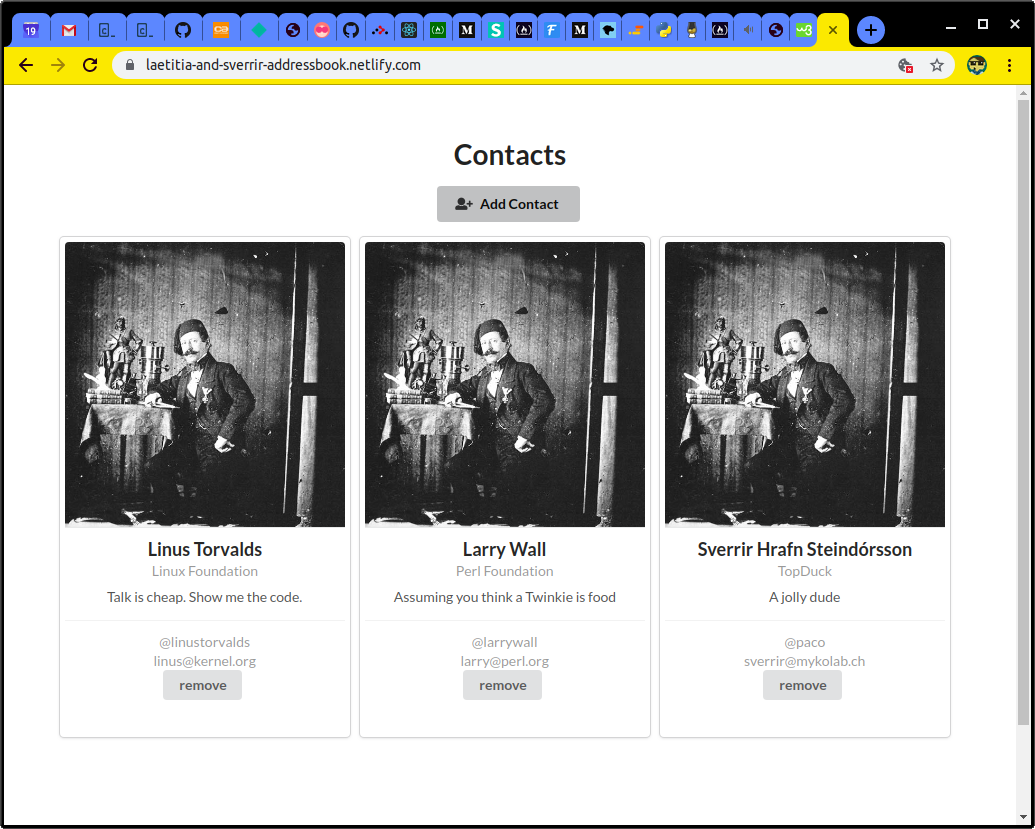 19
laetitia-and-sverrir-addressbook.netlify.com
Contacts
Add Contact
Linus Torvalds
Linux Foundation
Talk is cheap. Show me the code.
@linustorvalds
linus@kernel.org
remove
Larry Wall
Perl Foundation
Assuming you think a Twinkie is food
@larrywall
larry@perl.org
remove
Sverrir Hrafn Steindórsson
TopDuck
A jolly dude
@paco
sverrir@mykolab.ch
remove